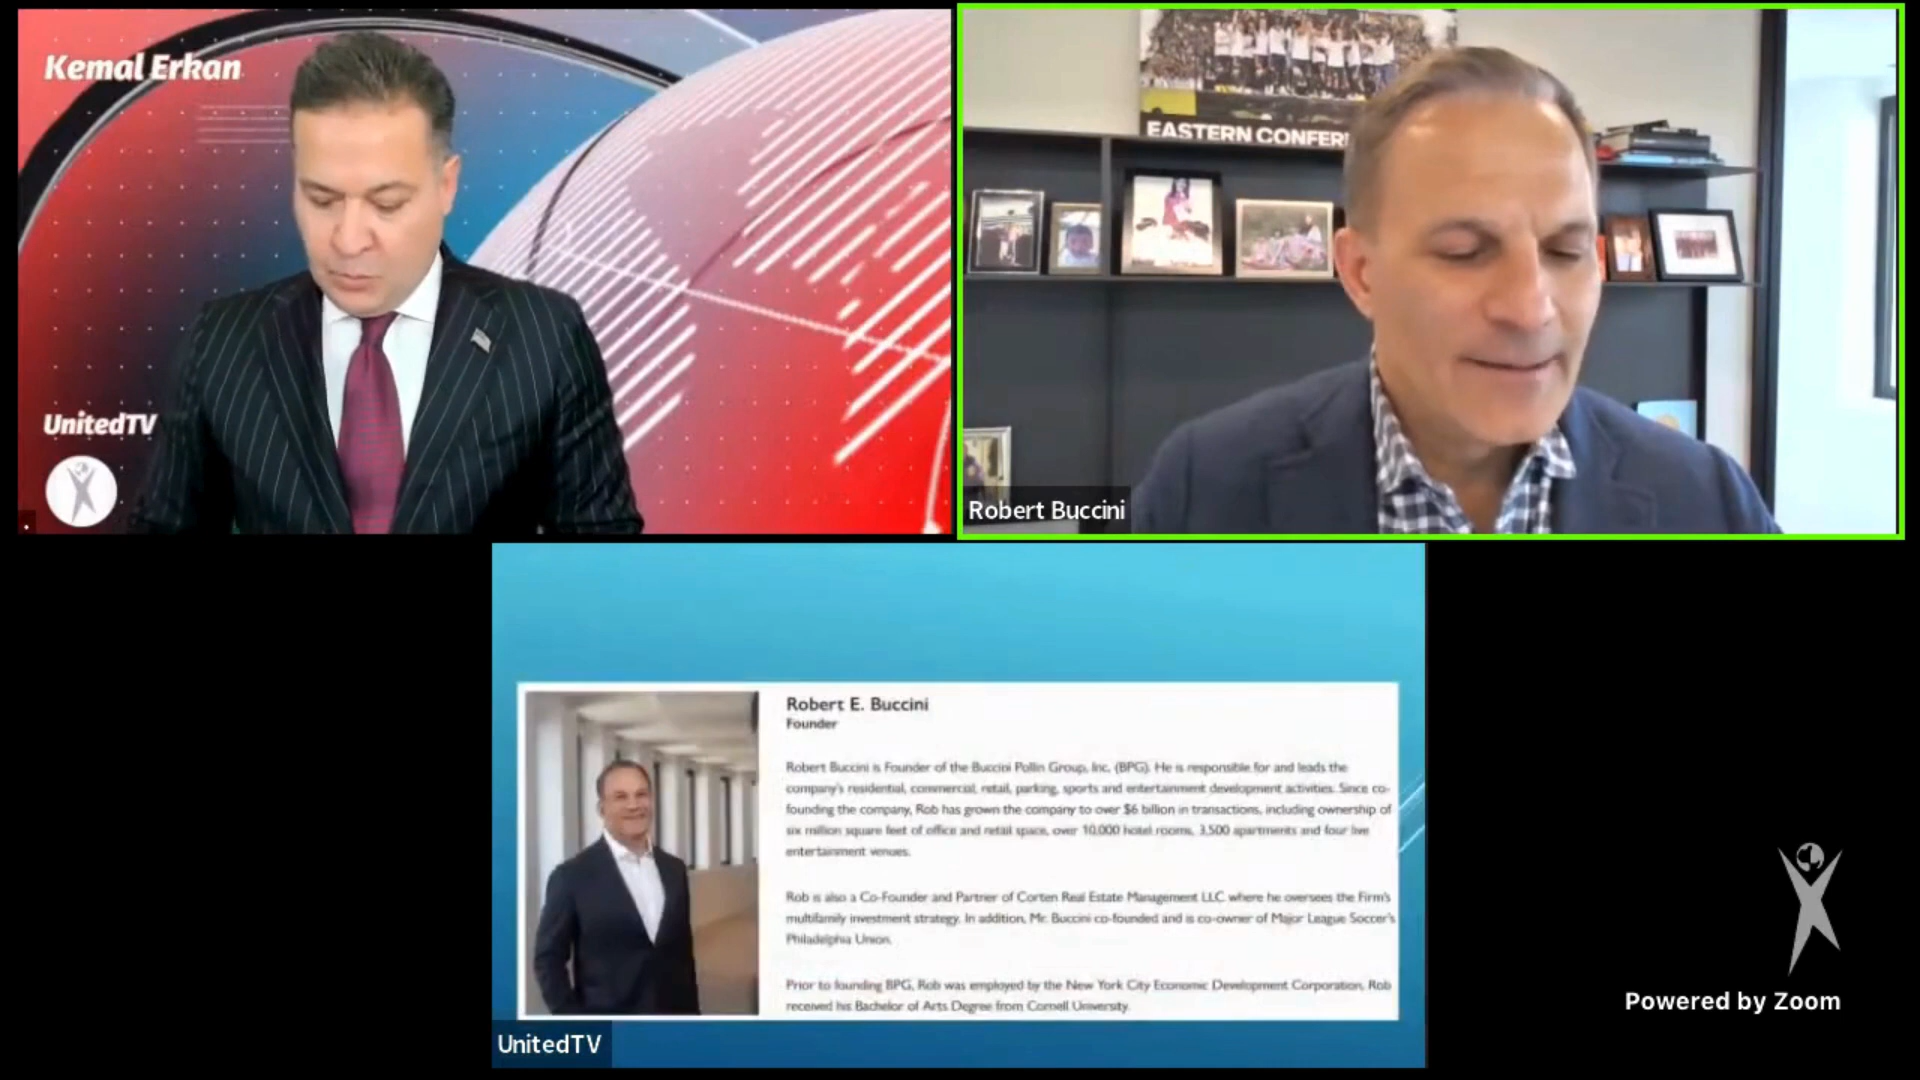 Kemal Erkan
UnitedTV
EASTERN CONFER
Robert Buccini
Robert E. Buccini
Founder
Robert Buccini is Founder of the Buccini Pollin Group, Inc. (BPG). He is responsible for and leads the
company's residential, commercial, retail, parking, sports and entertainment development activities. Since co-
founding the company, Rob has grown the company to over $6 billion in transactions, including ownership of
six million square feet of office and retail space, over 10,000 hotel rooms, 3,500 apartments and four live
entertainment venues.
Rob is also a Co-Founder and Partner of Corten Real Estate Management LLC where he oversees the Firm's
multifamily investment strategy. In addition, Mr. Buccini co-founded and is co-owner of Major League Soccer's
Philadelphia Union.
Prior to founding BPG, Rob was employed by the New York City Economic Development Corporation. Rob
received his Bachelor of Arts Degree from Cornell University.
UnitedTV
Powered by Zoom